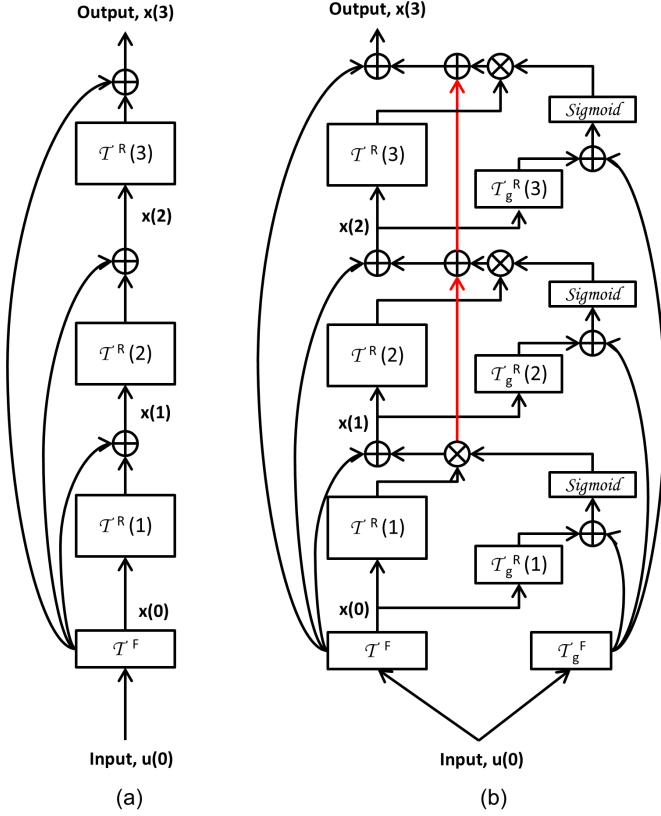 Output, x(3)
𝒯 R (3)
x(2)
𝒯 R (2)
x(1)
𝒯 R (1)
x(0)
𝒯 F
Input, u(0)
(a)
Output, x(3)
Sigmoid
𝒯 R (3)
𝒯g R (3)
x(2)
Sigmoid
𝒯 R (2)
𝒯g R (2)
x(1)
Sigmoid
𝒯 R (1)
𝒯g R (1)
x(0)
𝒯 F
𝒯g F
Input, u(0)
(b)